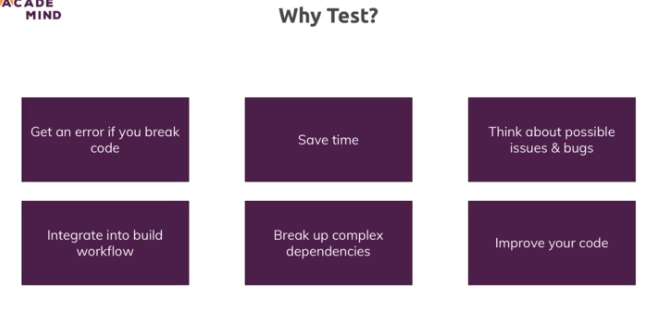 ACADE
MIND
Why Test?
Get an error if you break
code
Save time
Think about possible
issues & bugs
Integrate into build
workflow
Break up complex
dependencies
Improve your code